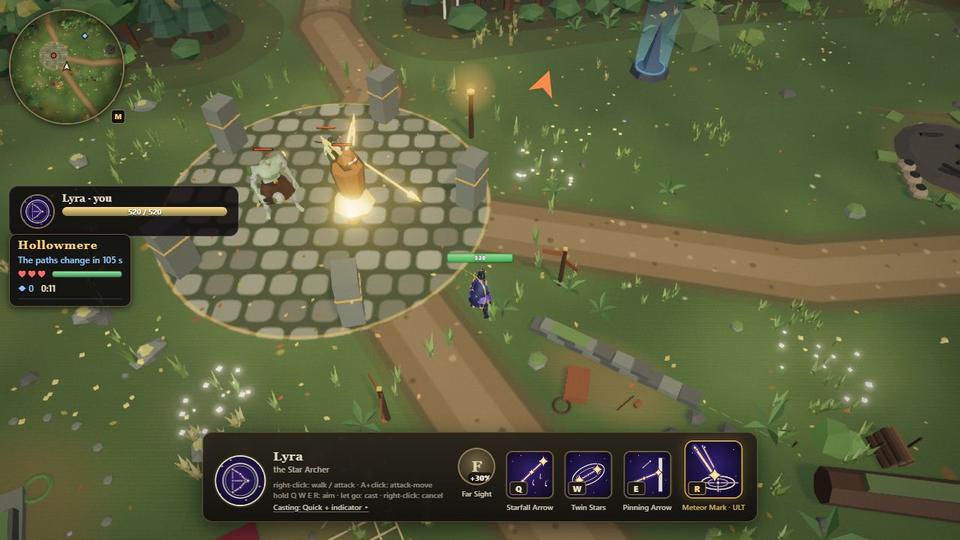 M
Lyra · you
520 / 520
Hollowmere
The paths change in 105 s
0 0:11
520
Lyra
the Star Archer
right-click: walk / attack · A+click: attack-move
hold Q W E R: aim · let go: cast · right-click: cancel
Casting: Quick + indicator
F
+30%
Far Sight
Q
Starfall Arrow
W
Twin Stars
E
Pinning Arrow
R
Meteor Mark · ULT